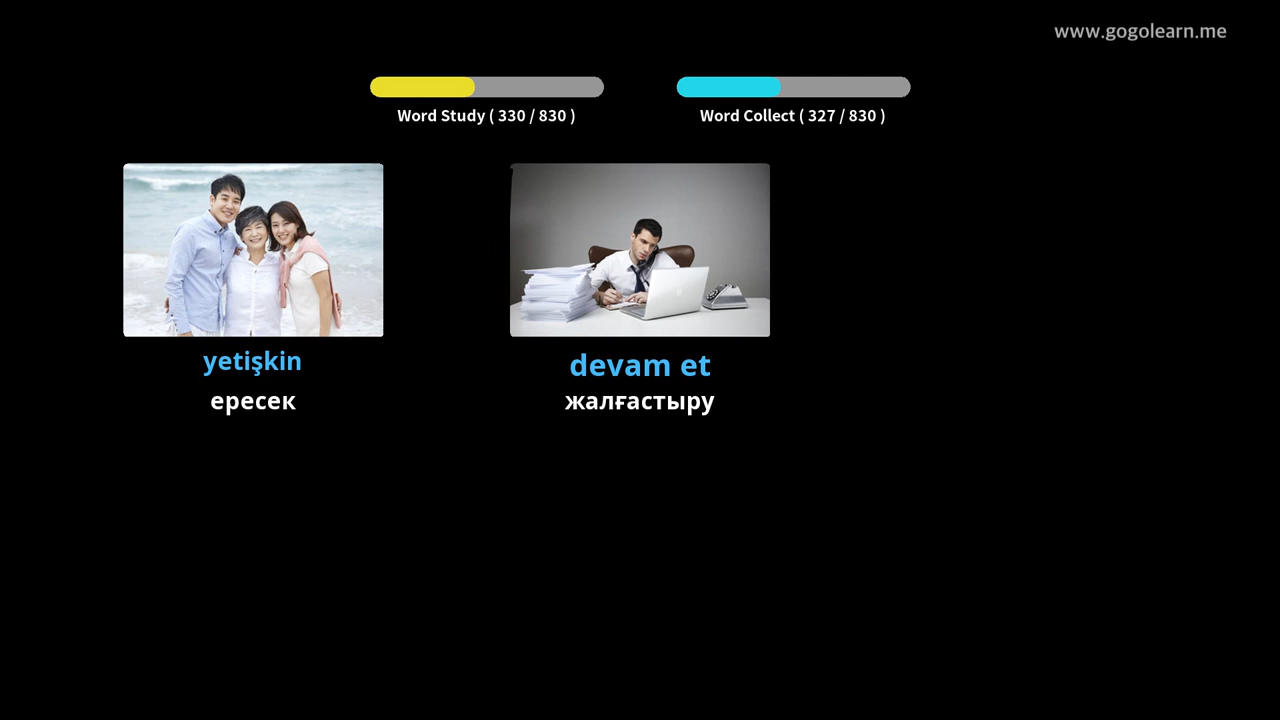 www.gogolearn.me
Word Study ( 330 / 830 )
Word Collect ( 327 / 830 )
yetişkin
ересек
devam et
жалғастыру